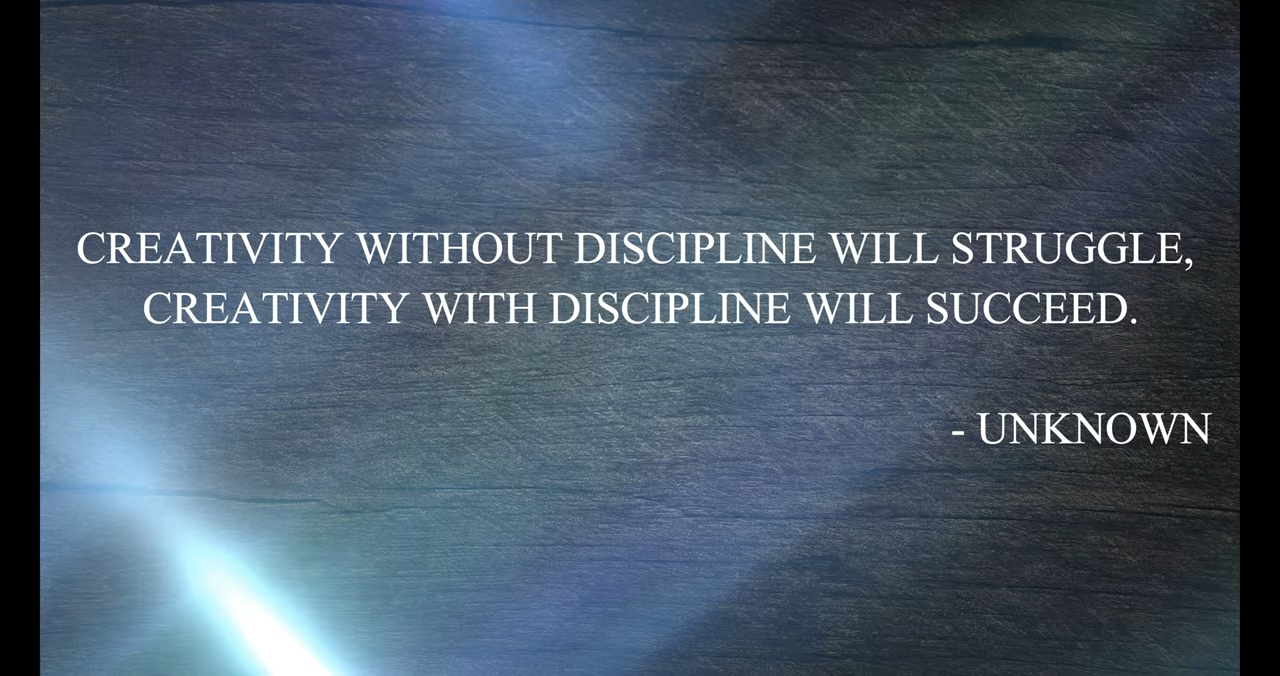 CREATIVITY WITHOUT DISCIPLINE WILL STRUGGLE,
CREATIVITY WITH DISCIPLINE WILL SUCCEED.
- UNKNOWN